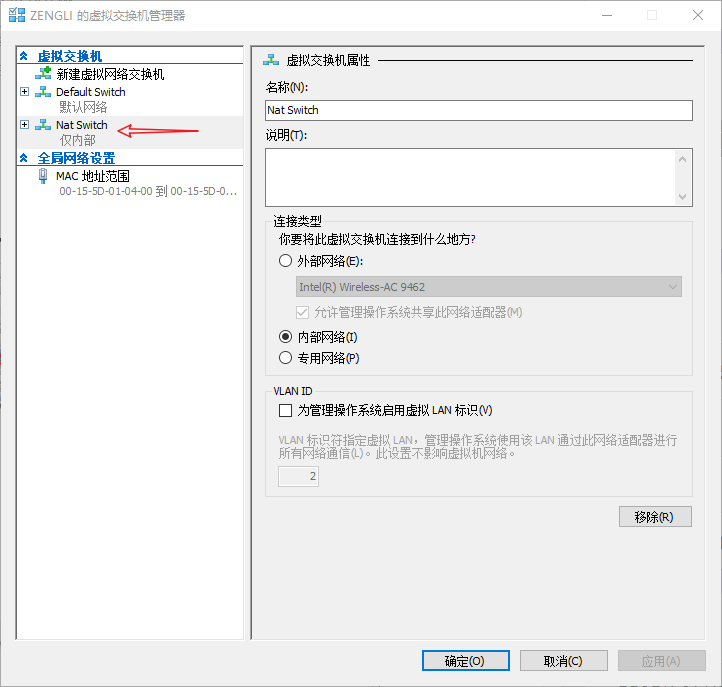 ZENGLI 的虚拟交换机管理器
虚拟交换机
新建虚拟网络交换机
Default Switch
默认网络
Nat Switch
仅内部
全局网络设置
MAC 地址范围
00-15-5D-01-04-00 到 00-15-5D-0...
虚拟交换机属性
名称(N):
Nat Switch
说明(T):
连接类型
你要将此虚拟交换机连接到什么地方?
外部网络(E):
Intel(R) Wireless-AC 9462
允许管理操作系统共享此网络适配器(M)
内部网络(I)
专用网络(P)
VLAN ID
为管理操作系统启用虚拟 LAN 标识(V)
VLAN 标识符指定虚拟 LAN，管理操作系统使用该 LAN 通过此网络适配器进行
所有网络通信(L)。此设置不影响虚拟机网络。
2
移除(R)
确定(O)
取消(C)
应用(A)